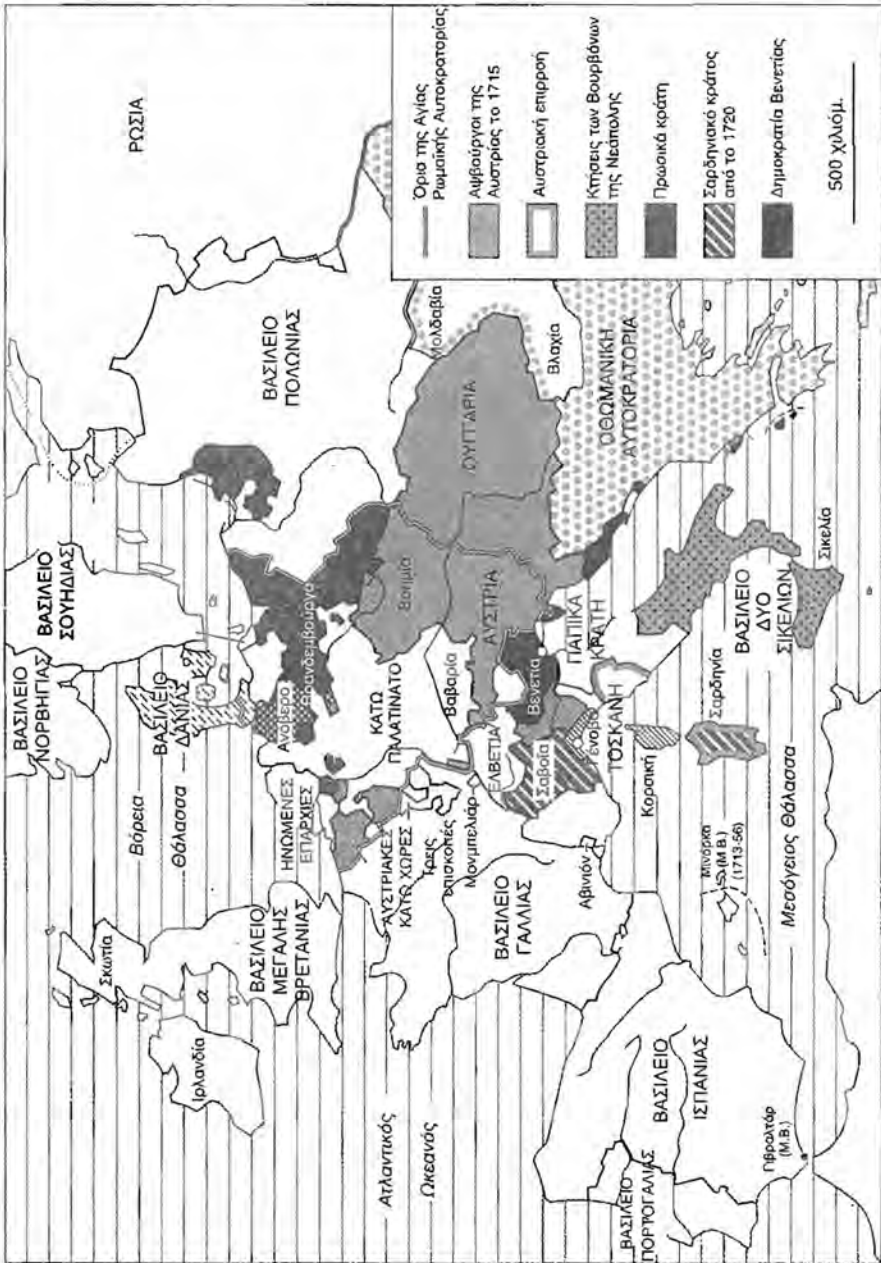 ΒΑΣΙΛΕΙΟ
ΝΟΡΒΗΓΙΑΣ
ΒΑΣΙΛΕΙΟ
ΣΟΥΗΔΙΑΣ
ΡΩΣΙΑ
Σκωτία
Βόρεια
Θάλασσα
ΒΑΣΙΛΕΙΟ
ΔΑΝΙΑΣ
Ιρλανδία
ΒΑΣΙΛΕΙΟ
ΜΕΓΑΛΗΣ
ΒΡΕΤΑΝΙΑΣ
ΗΝΩΜΕΝΕΣ
ΕΠΑΡΧΙΕΣ
Ανόβερο
Βρανδεμβούργο
ΒΑΣΙΛΕΙΟ
ΠΟΛΩΝΙΑΣ
ΑΥΣΤΡΙΑΚΕΣ
ΚΑΤΩ ΧΩΡΕΣ
Τρεις
επισκοπές
Μονμπελιάρ
ΚΑΤΩ
ΠΑΛΑΤΙΝΑΤΟ
Βοημία
Βαβαρία
ΑΥΣΤΡΙΑ
ΟΥΓΓΑΡΙΑ
Μολδαβία
Βλαχία
Ατλαντικός
Ωκεανός
ΒΑΣΙΛΕΙΟ
ΓΑΛΛΙΑΣ
ΕΛΒΕΤΙΑ
Σαβοΐα
Βενετία
Γένοβα
Αβινιόν
ΤΟΣΚΑΝΗ
ΠΑΠΙΚΑ
ΚΡΑΤΗ
ΟΘΩΜΑΝΙΚΗ
ΑΥΤΟΚΡΑΤΟΡΙΑ
Κορσική
Σαρδηνία
ΒΑΣΙΛΕΙΟ
ΔΥΟ
ΣΙΚΕΛΙΩΝ
Σικελία
ΒΑΣΙΛΕΙΟ
ΠΟΡΤΟΓΑΛΙΑΣ
ΒΑΣΙΛΕΙΟ
ΙΣΠΑΝΙΑΣ
Γιβραλτάρ
(Μ.Β.)
Μινόρκα
(Μ.Β.)
(1713-56)
Μεσόγειος Θάλασσα
Όρια της Αγίας
Ρωμαϊκής Αυτοκρατορίας
Αψβούργοι της
Αυστρίας το 1715
Αυστριακή επιρροή
Κτήσεις των Βουρβώνων
της Νεάπολης
Πρωσικά κράτη
Σαρδηνιακό κράτος
από το 1720
Δημοκρατία Βενετίας
500 χιλιόμ.